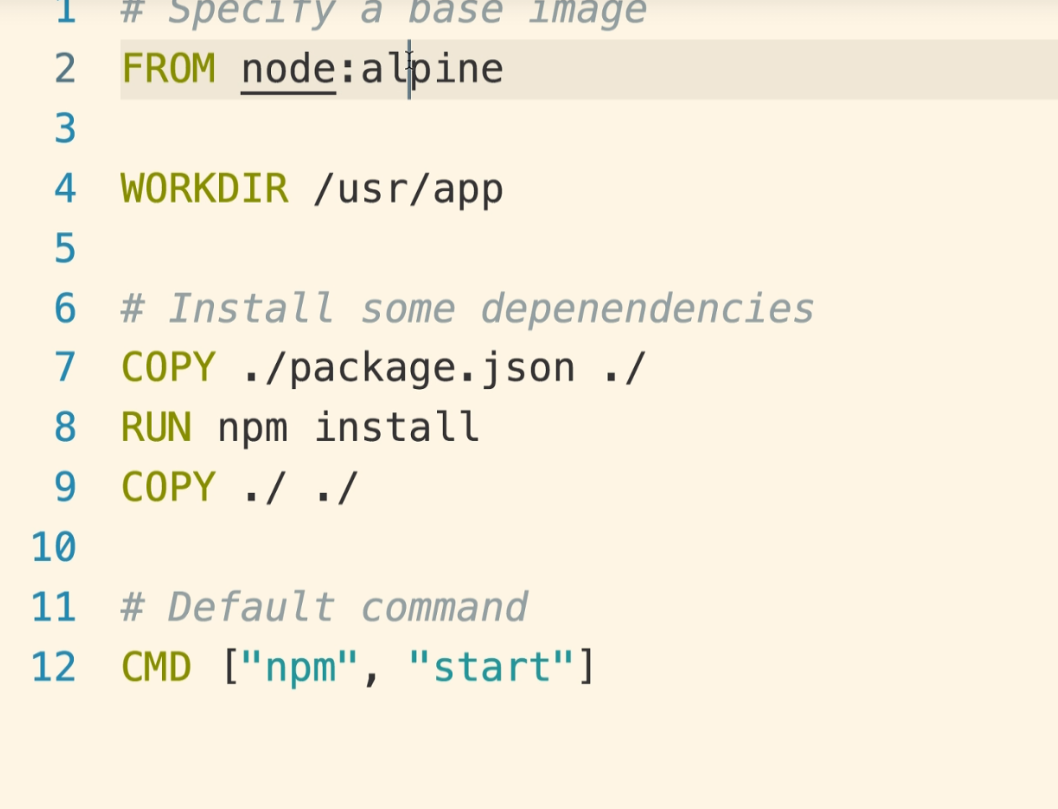 1 # Specify a base image
2 FROM node:alpine
3
4 WORKDIR /usr/app
5
6 # Install some depenendencies
7 COPY ./package.json ./
8 RUN npm install
9 COPY ./ ./
10
11 # Default command
12 CMD ["npm", "start"]